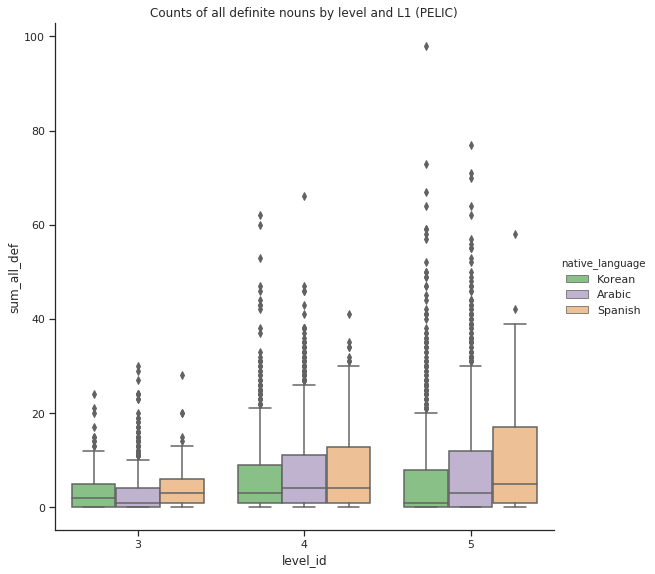 Counts of all definite nouns by level and L1 (PELIC)
100
80
60
40
20
0
sum_all_def
3
4
5
level_id
native_language
Korean
Arabic
Spanish